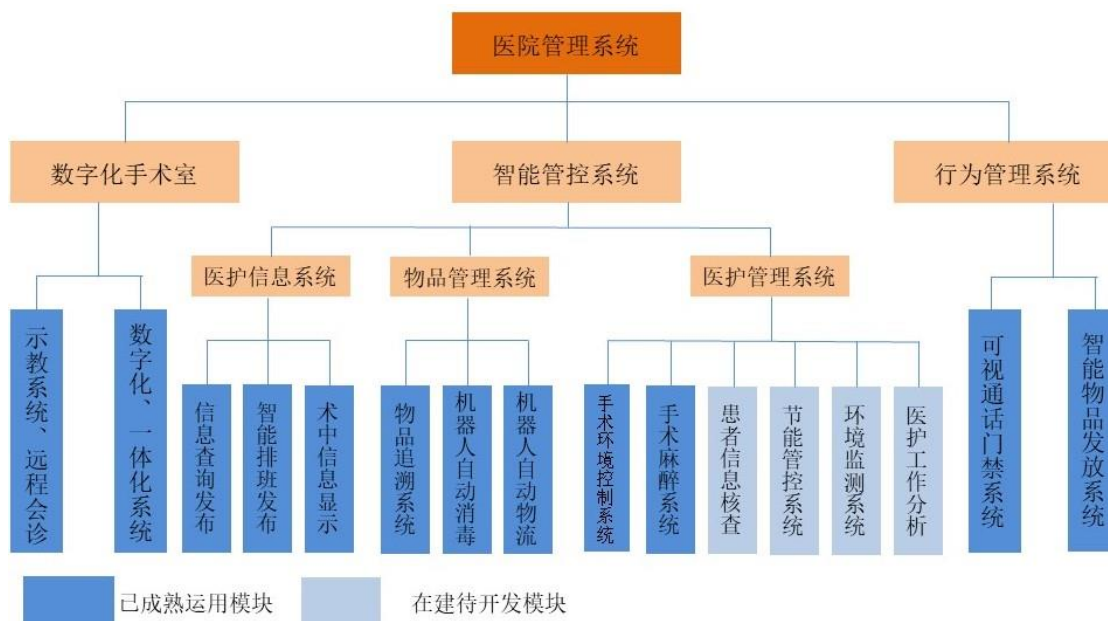 医院管理系统
数字化手术室
智能管控系统
行为管理系统
医护信息系统
物品管理系统
医护管理系统
示教系统、远程会诊
数字化、一体化系统
信息查询发布
智能排班发布
术中信息显示
物品追溯系统
机器人自动消毒
机器人自动物流
手术环境控制系统
手术麻醉系统
患者信息核查
节能管控系统
环境监测系统
医护工作分析
可视通话门禁系统
智能物品发放系统
已成熟运用模块
在建待开发模块